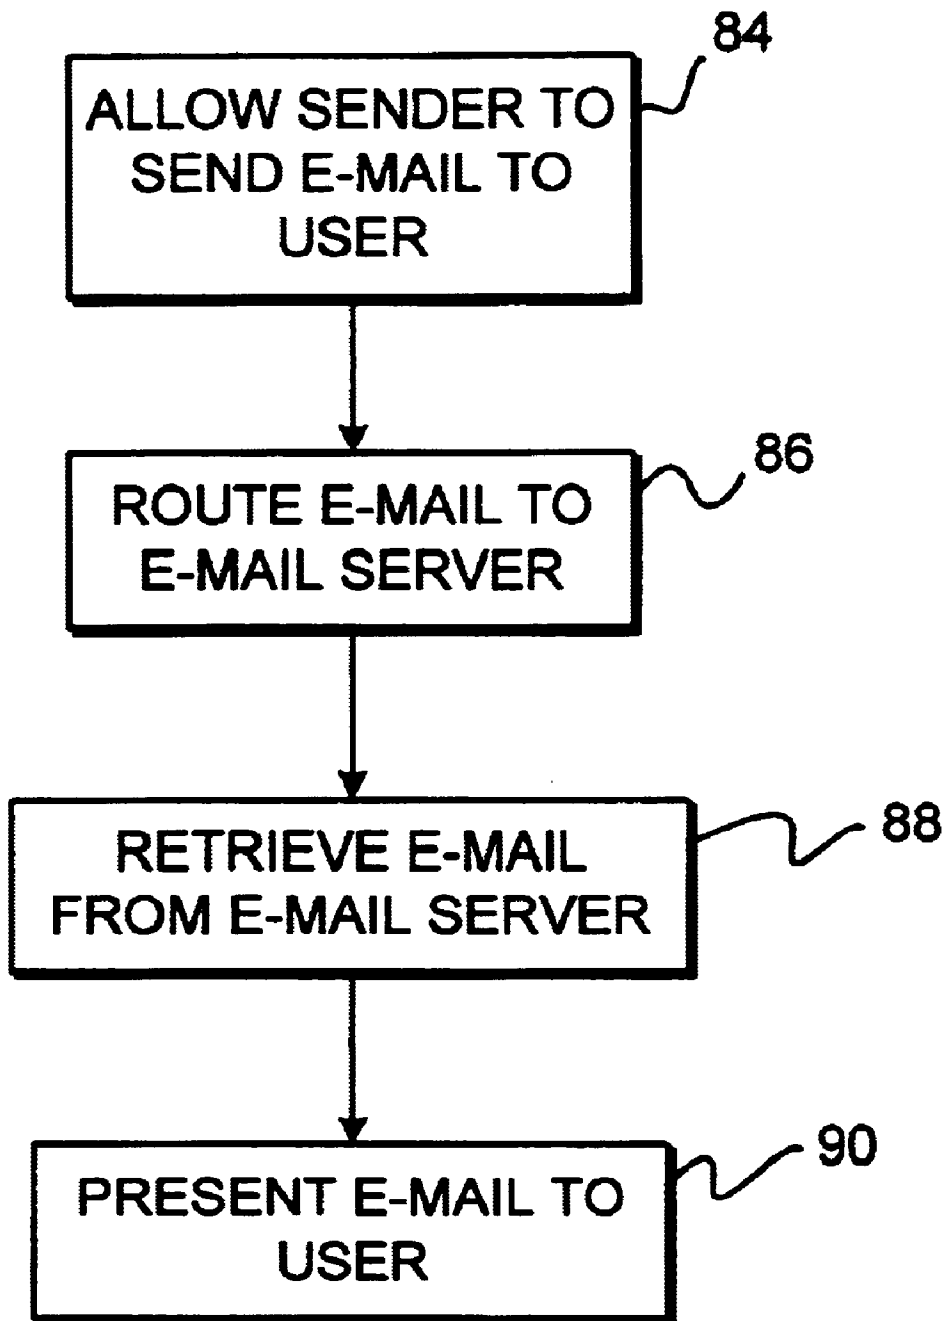 84
ALLOW SENDER TO
SEND E-MAIL TO
USER
86
ROUTE E-MAIL TO
E-MAIL SERVER
88
RETRIEVE E-MAIL
FROM E-MAIL SERVER
90
PRESENT E-MAIL TO
USER